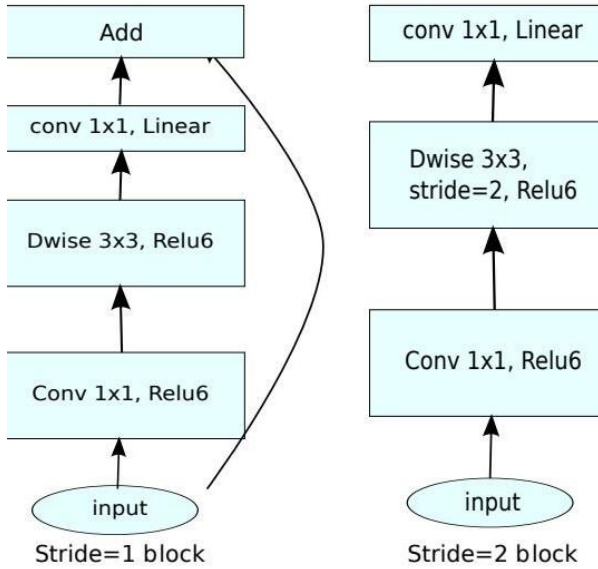 Add
conv 1x1, Linear
Dwise 3x3, Relu6
Conv 1x1, Relu6
input
Stride=1 block
conv 1x1, Linear
Dwise 3x3,
stride=2, Relu6
Conv 1x1, Relu6
input
Stride=2 block